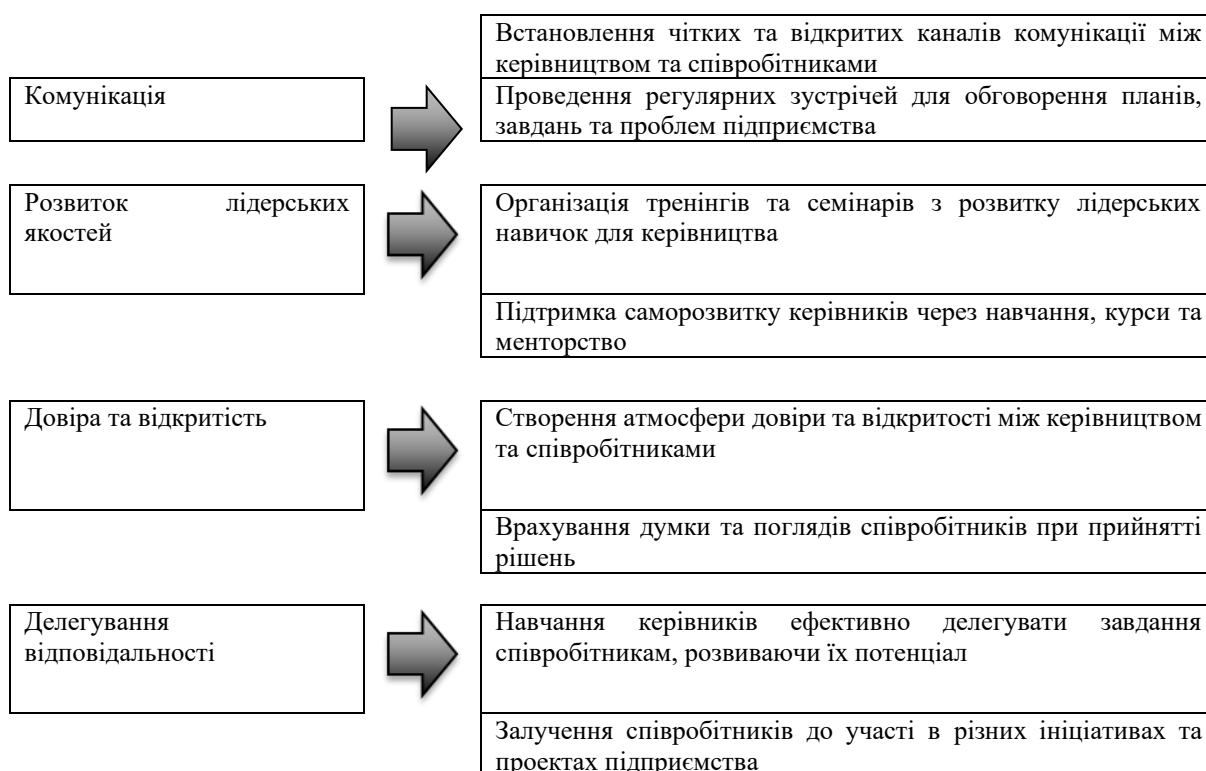 Комунікація
Встановлення чітких та відкритих каналів комунікації між
керівництвом та співробітниками
Проведення регулярних зустрічей для обговорення планів,
завдань та проблем підприємства
Розвиток лідерських
якостей
Організація тренінгів та семінарів з розвитку лідерських
навичок для керівництва
Підтримка саморозвитку керівників через навчання, курси та
менторство
Довіра та відкритість
Створення атмосфери довіри та відкритості між керівництвом
та співробітниками
Врахування думки та поглядів співробітників при прийнятті
рішень
Делегування
відповідальності
Навчання керівників ефективно делегувати завдання
співробітникам, розвиваючи їх потенціал
Залучення співробітників до участі в різних ініціативах та
проектах підприємства